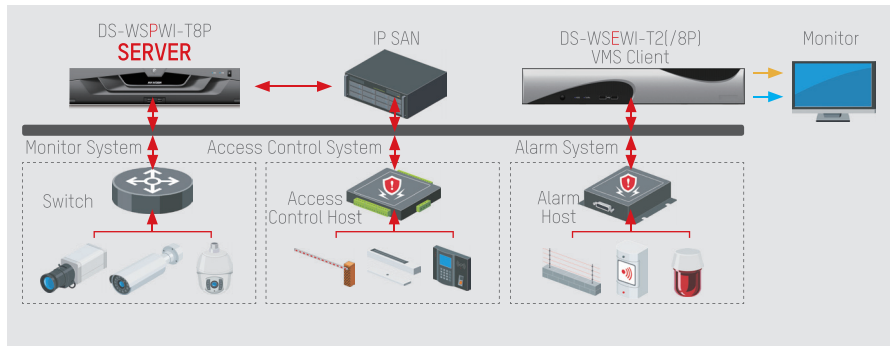 DS-WSPWI-T8P
SERVER
IP SAN
DS-WSEWI-T2(/8P)
VMS Client
Monitor
Monitor System
Access Control System
Alarm System
Switch
Access
Control Host
Alarm
Host